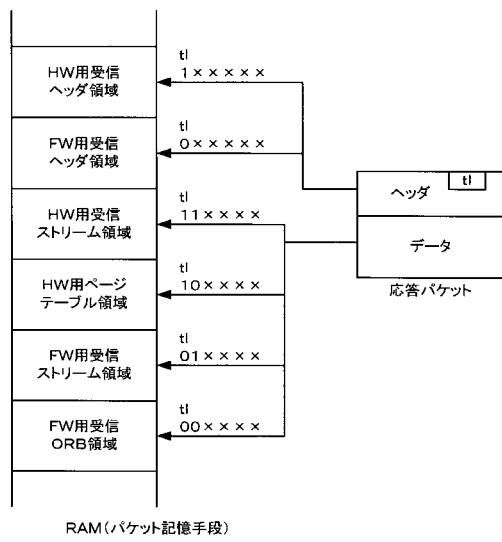 HW用受信
ヘッダ領域
tl
1×××××
FW用受信
ヘッダ領域
tl
0×××××
HW用受信
ストリーム領域
tl
11××××
HW用ページ
テーブル領域
tl
10××××
FW用受信
ストリーム領域
tl
01××××
FW用受信
ORB領域
tl
00××××
ヘッダ
tl
データ
応答パケット
RAM(パケット記憶手段)